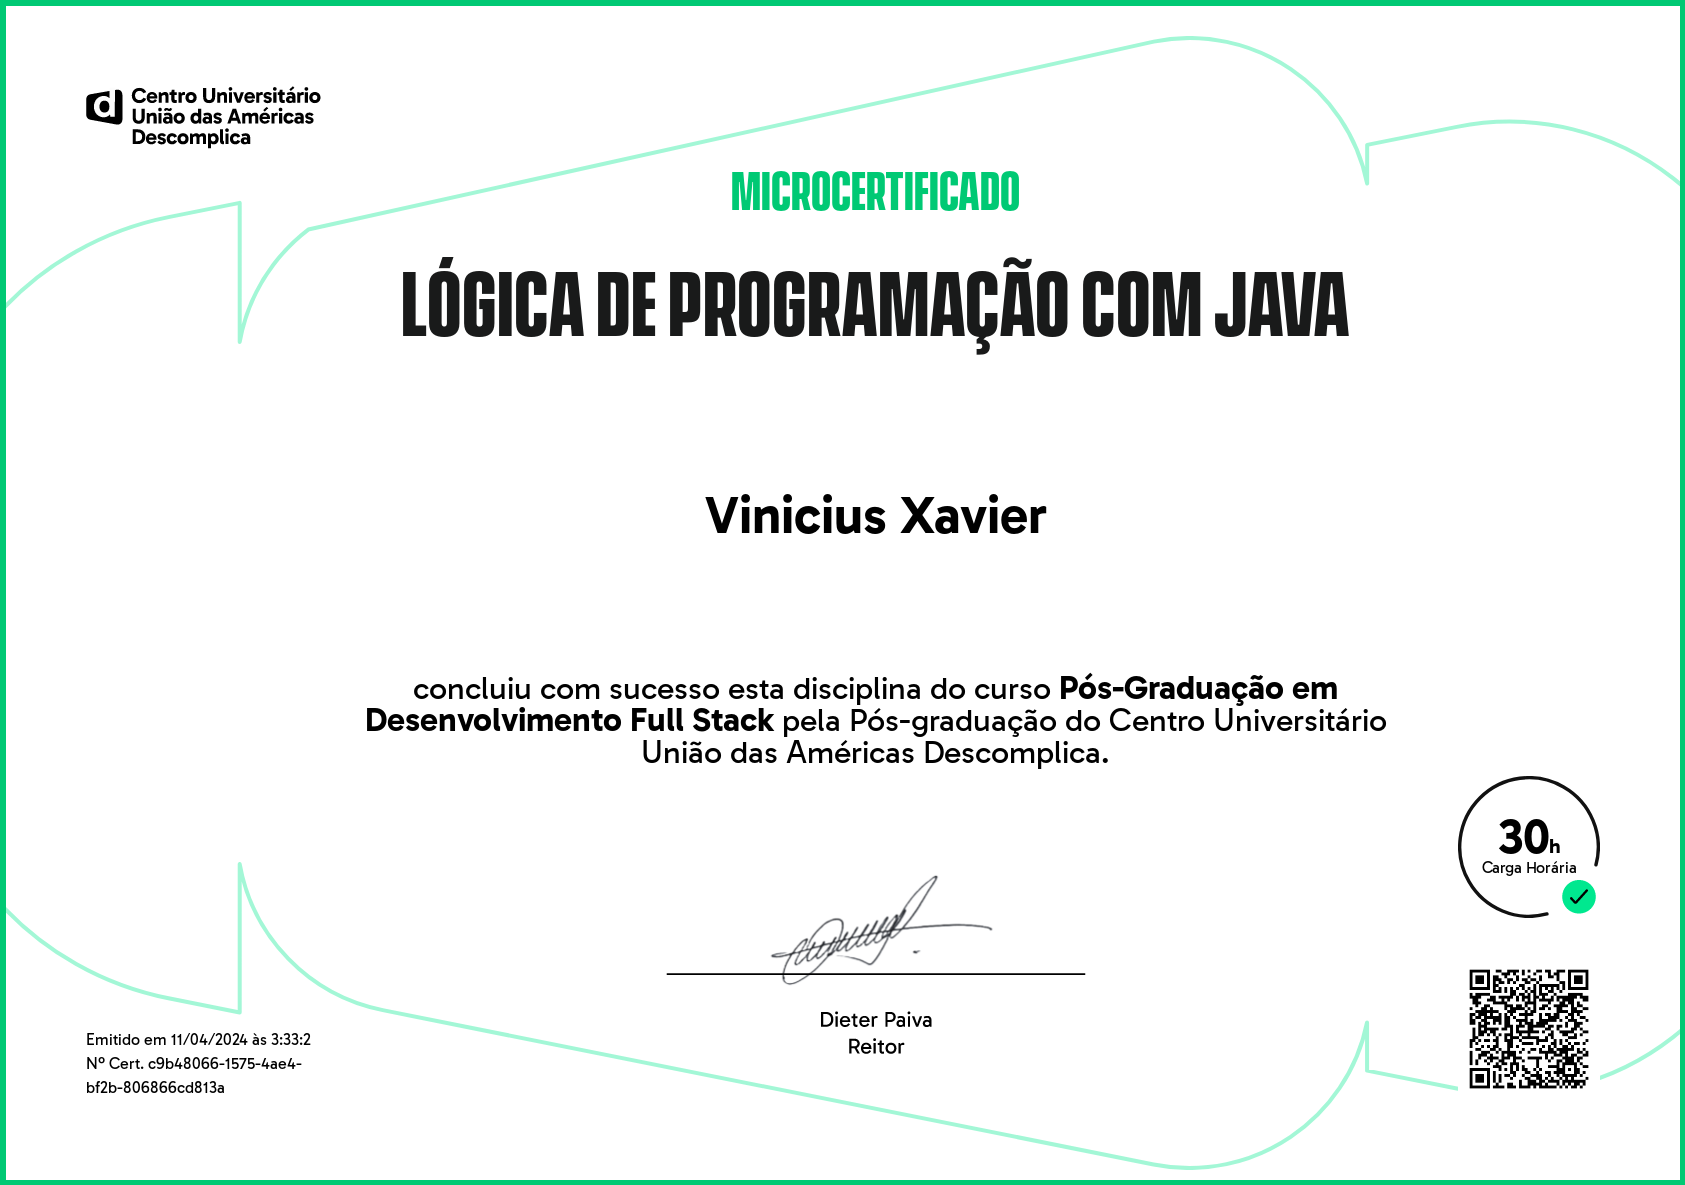 Centro Universitário
União das Américas
Descomplica
MICROCERTIFICADO
LÓGICA DE PROGRAMAÇÃO COM JAVA
Vinicius Xavier
concluiu com sucesso esta disciplina do curso Pós-Graduação em
Desenvolvimento Full Stack pela Pós-graduação do Centro Universitário
União das Américas Descomplica.
30h
Carga Horária
Dieter Paiva
Reitor
Emitido em 11/04/2024 às 3:33:2
Nº Cert. c9b48066-1575-4ae4-
bf2b-806866cd813a